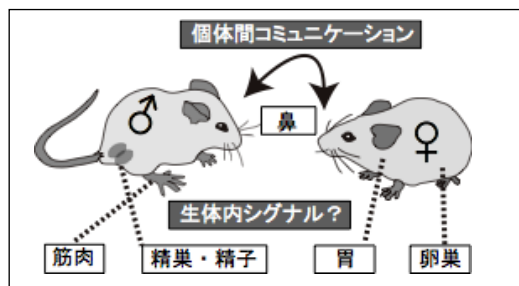 個体間コミュニケーション
♂
鼻
♀
生体内シグナル？
筋肉
精巣・精子
胃
卵巣